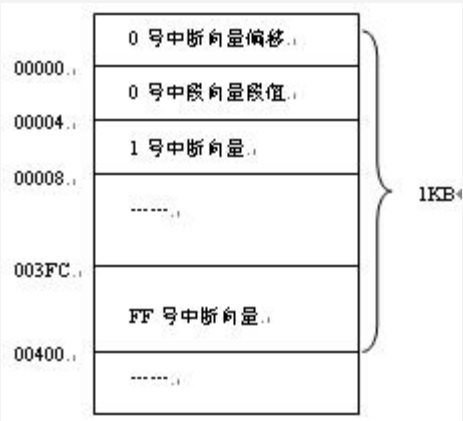 0 号中断向量偏移
00000
0 号中段向量段值
00004
1 号中断向量
00008
------
1KB
003FC
FF 号中断向量
00400
------